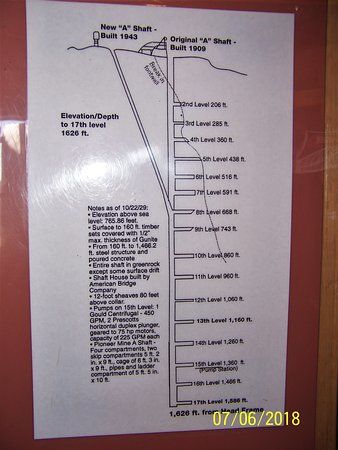 New "A" Shaft -
Built 1943
Original "A" Shaft -
Built 1909
Break in
footwall
Elevation/Depth
to 17th level
1626 ft.
2nd Level 206 ft.
3rd Level 285 ft.
4th Level 360 ft.
5th Level 438 ft.
6th Level 516 ft.
7th Level 591 ft.
8th Level 668 ft.
9th Level 743 ft.
10th Level 860 ft.
11th Level 960 ft.
12th Level 1,060 ft.
13th Level 1,160 ft.
14th Level 1,260 ft.
15th Level 1,360 ft.
(Pump Station)
16th Level 1,466 ft.
17th Level 1,586 ft.
1,626 ft. from Head Frame
Notes as of 10/22/29:
• Elevation above sea
level: 765.86 feet.
• Surface to 160 ft. timber
sets covered with 1/2"
max. thickness of Gunite
• From 160 ft. to 1,466.2
ft. steel structure and
poured concrete
• Entire shaft in greenrock
except some surface drift
• Shaft House built by
American Bridge
Company
• 12-foot sheaves 80 feet
above collar.
• Pumps on 15th Level: 1
Gould Centrifugal - 450
GPM, 2 Prescotts
horizontal duplex plunger,
geared to 75 hp motors,
capacity of 225 GPM each
• Pioneer Mine A Shaft -
Four compartments, two
skip compartments 5 ft. 2
in. x 9 ft., cage of 6 ft. 3 in.
x 9 ft., pipes and ladder
compartment of 5 ft. 5 in.
x 10 ft.
07/06/2018